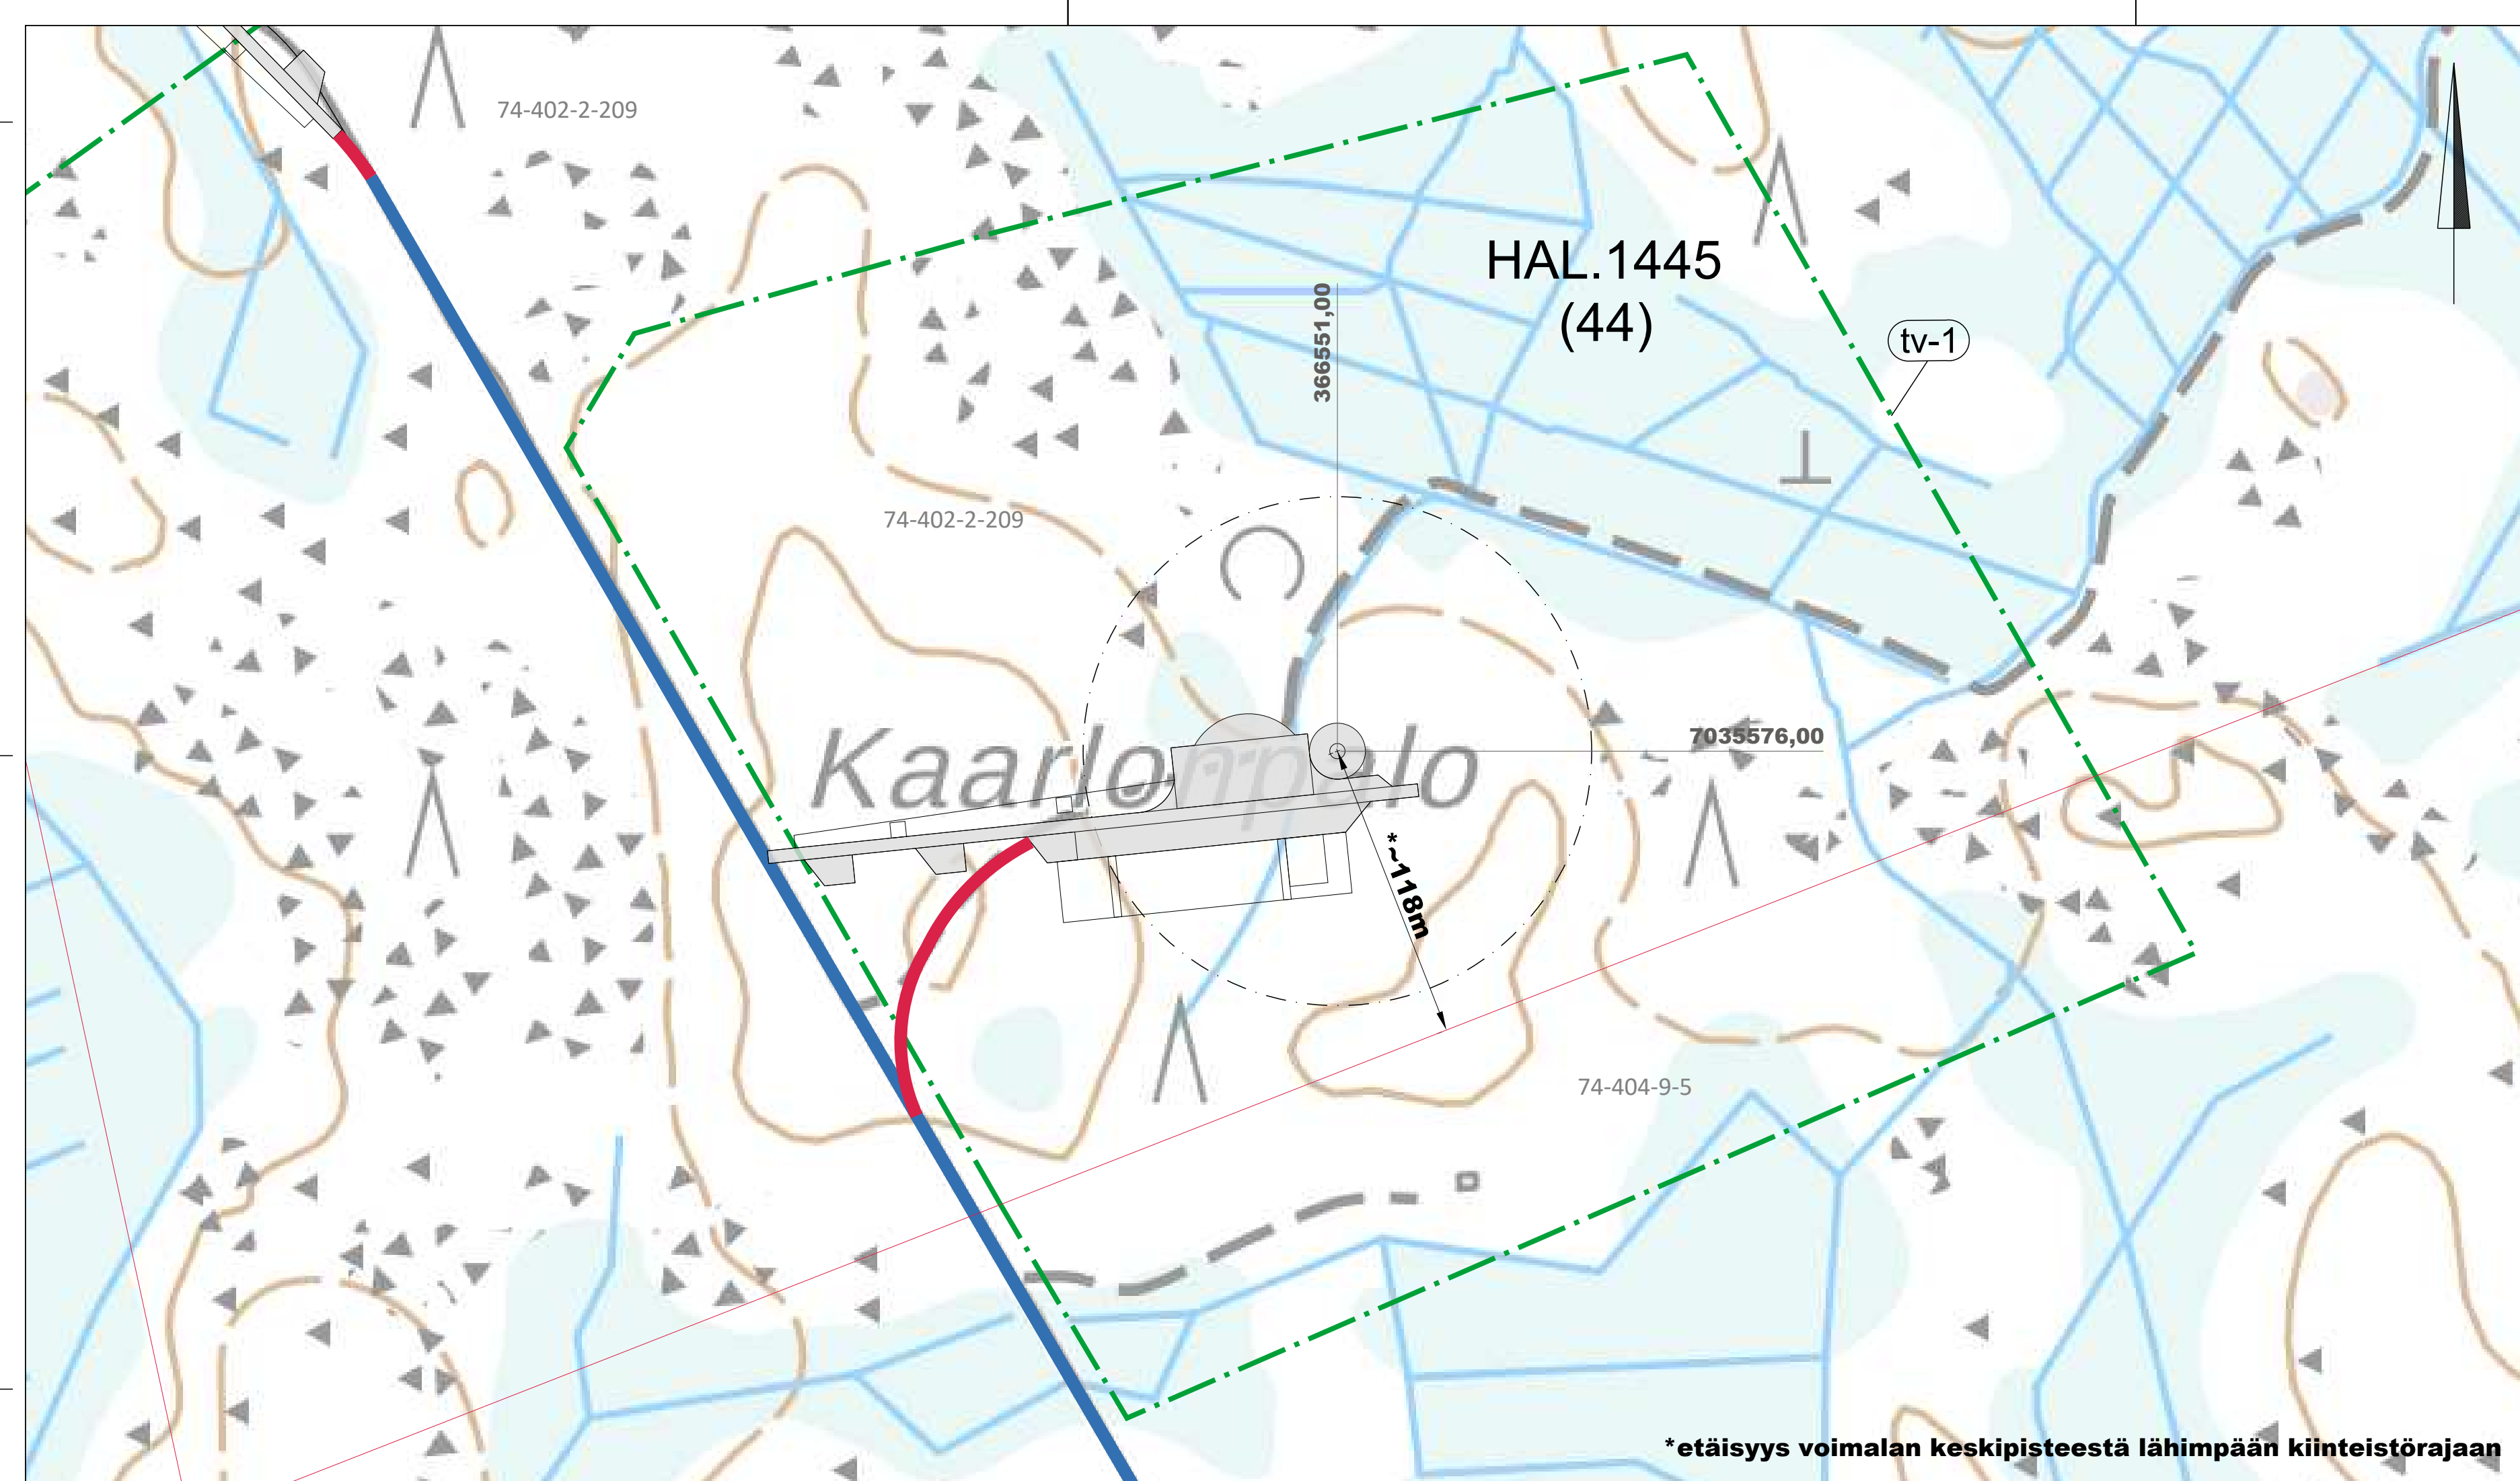 74-402-2-209
HAL.1445
(44)
366551,00
tv-1
74-402-2-209
7035576,00
Kaarlonpalo
*~118m
74-404-9-5
*etäisyys voimalan keskipisteestä lähimpään kiinteistörajaan